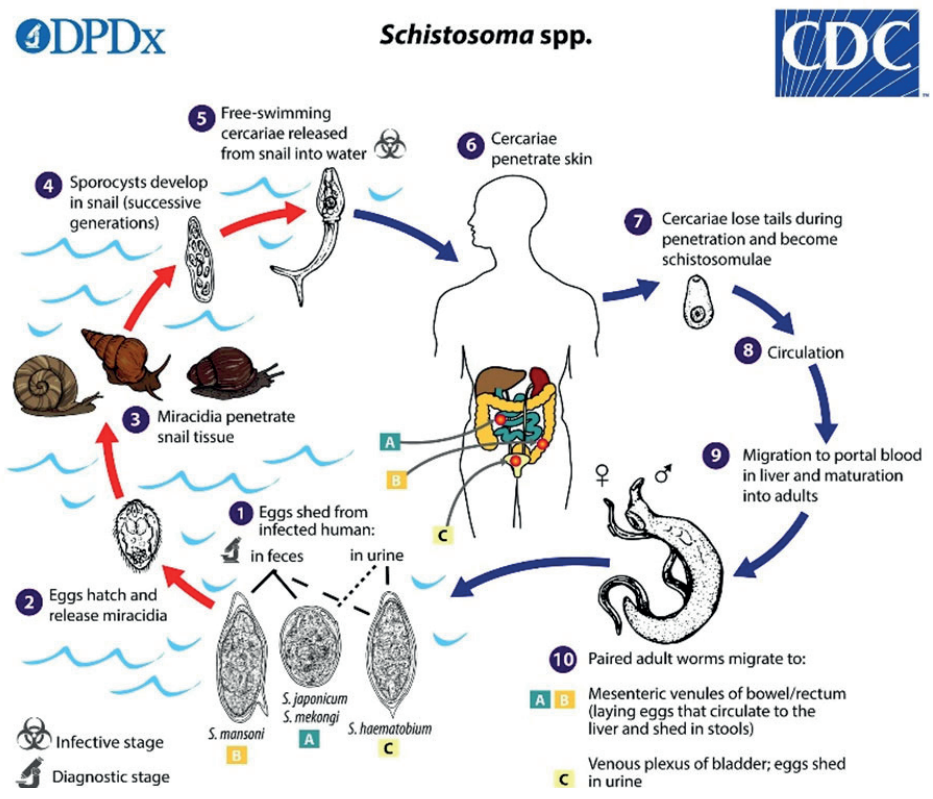 DPDx
Schistosoma spp.
CDC
TM
5 Free-swimming
cercariae released
from snail into water
6 Cercariae
penetrate skin
4 Sporocysts develop
in snail (successive
generations)
7 Cercariae lose tails during
penetration and become
schistosomulae
8 Circulation
3 Miracidia penetrate
snail tissue
A
B
C
9 Migration to portal blood
in liver and maturation
into adults
♀ ♂
1 Eggs shed from
infected human:
in feces in urine
2 Eggs hatch and
release miracidia
S. mansoni
B
S. japonicum
S. mekongi
A
S. haematobium
C
10 Paired adult worms migrate to:
A B Mesenteric venules of bowel/rectum
(laying eggs that circulate to the
liver and shed in stools)
C Venous plexus of bladder; eggs shed
in urine
Infective stage
Diagnostic stage